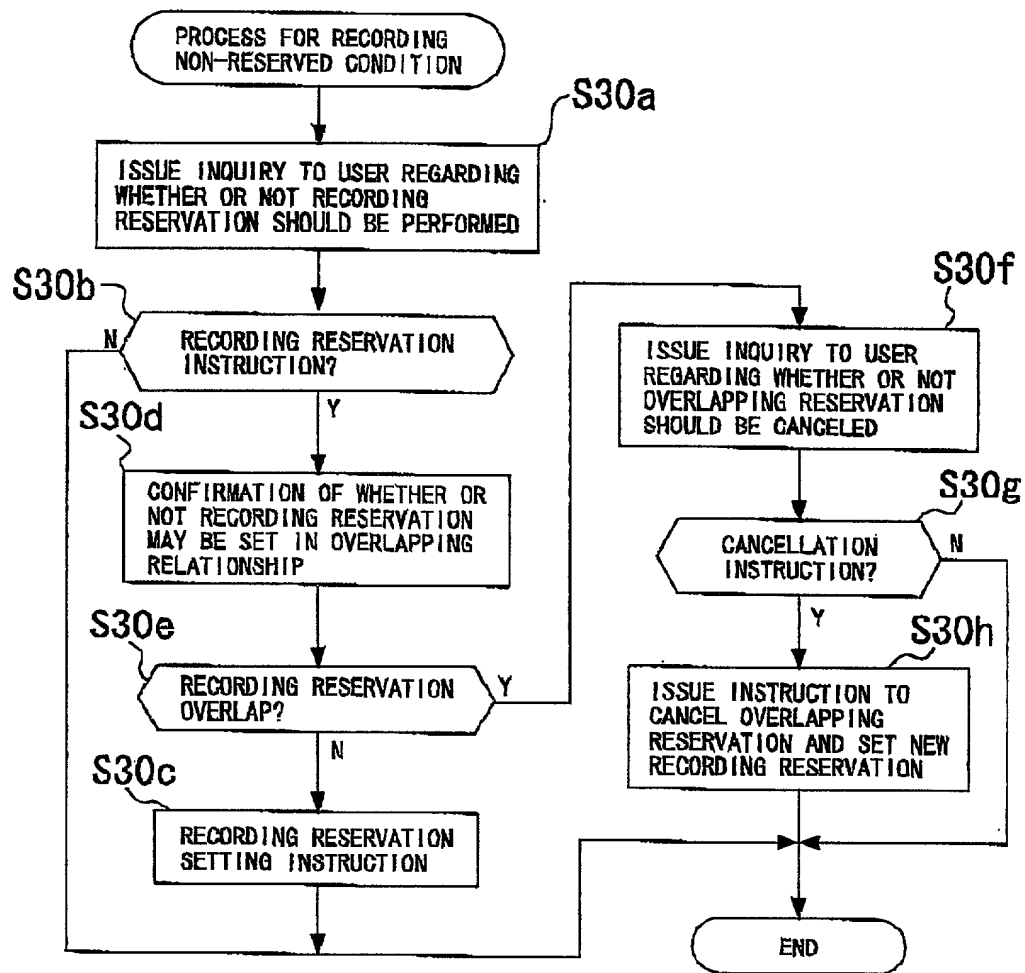 PROCESS FOR RECORDING
NON-RESERVED CONDITION
S30a
ISSUE INQUIRY TO USER REGARDING
WHETHER OR NOT RECORDING
RESERVATION SHOULD BE PERFORMED
S30b
N
RECORDING RESERVATION
INSTRUCTION?
Y
S30d
CONFIRMATION OF WHETHER OR
NOT RECORDING RESERVATION
MAY BE SET IN OVERLAPPING
RELATIONSHIP
S30e
RECORDING RESERVATION
OVERLAP?
Y
N
S30c
RECORDING RESERVATION
SETTING INSTRUCTION
S30f
ISSUE INQUIRY TO USER
REGARDING WHETHER OR NOT
OVERLAPPING RESERVATION
SHOULD BE CANCELED
S30g
CANCELLATION
INSTRUCTION?
N
Y
S30h
ISSUE INSTRUCTION TO
CANCEL OVERLAPPING
RESERVATION AND SET NEW
RECORDING RESERVATION
END